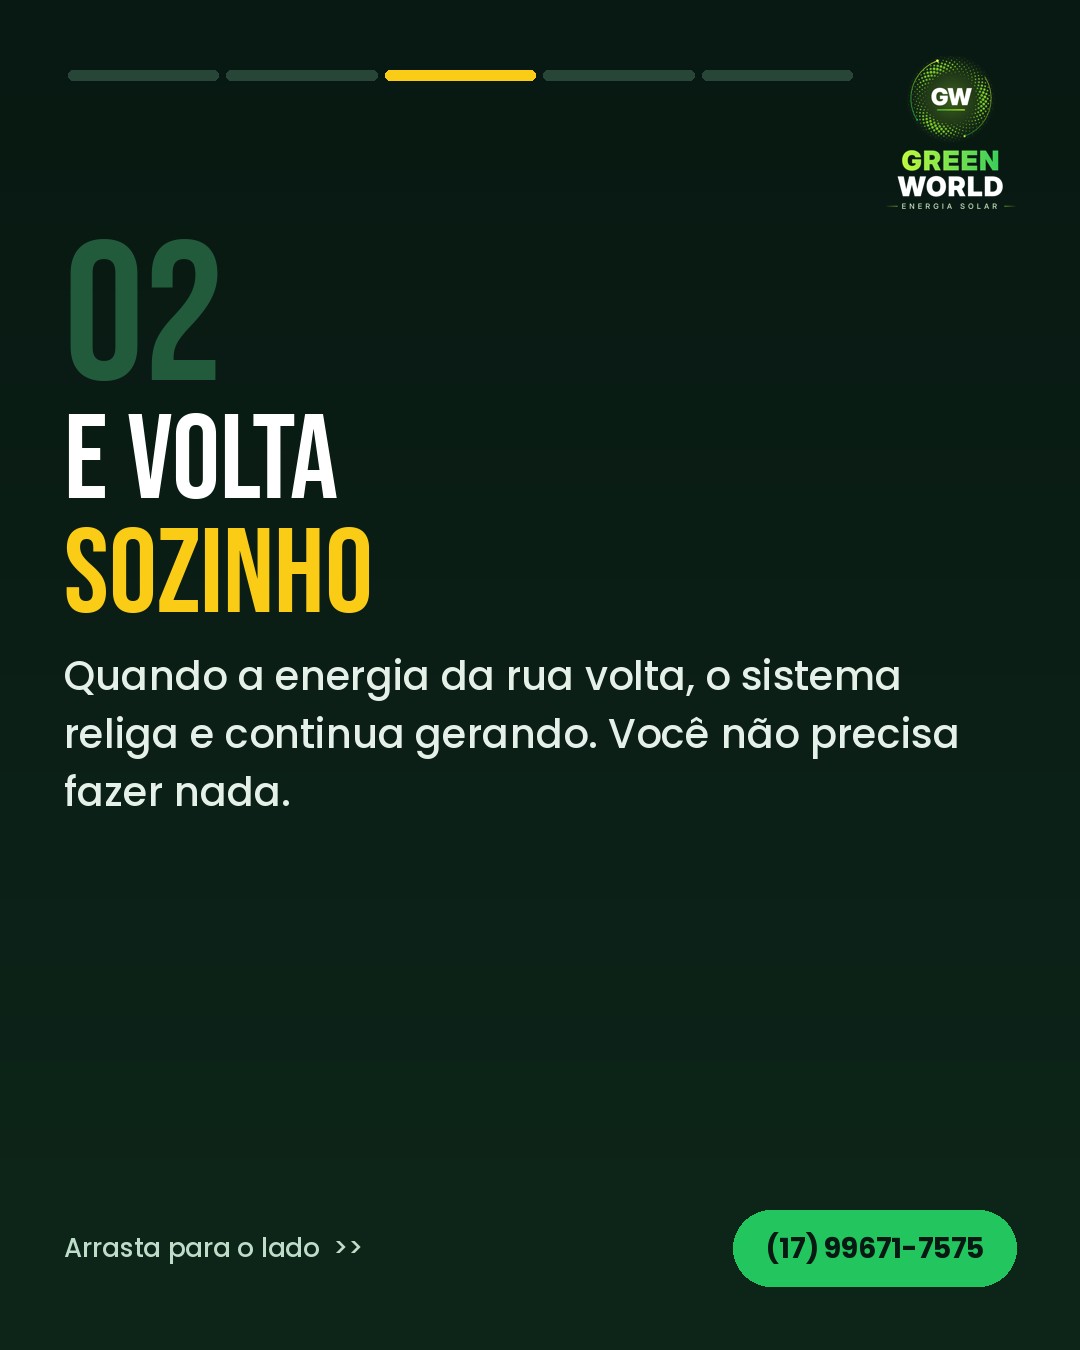 GW
GREEN
WORLD
ENERGIA SOLAR
02
E VOLTA
SOZINHO
Quando a energia da rua volta, o sistema
religa e continua gerando. Você não precisa
fazer nada.
Arrasta para o lado >>
(17) 99671-7575